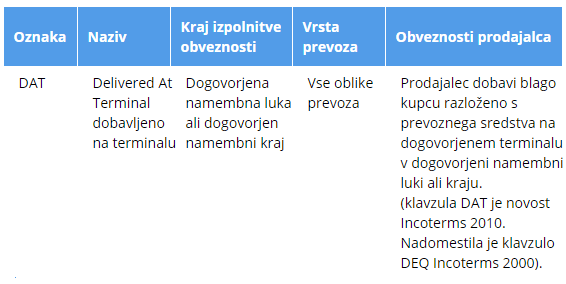 Oznaka
Naziv
Kraj izpolnitve
obveznosti
Vrsta
prevoza
Obveznosti prodajalca
DAT
Delivered At
Terminal
dobavljeno
na terminalu
Dogovorjena
namembna luka
ali dogovorjen
namembni kraj
Vse oblike
prevoza
Prodajalec dobavi blago
kupcu razloženo s
prevoznega sredstva na
dogovorjenem terminalu
v dogovorjeni namembni
luki ali kraju.
(klavzula DAT je novost
Incoterms 2010.
Nadomestila je klavzulo
DEQ Incoterms 2000).